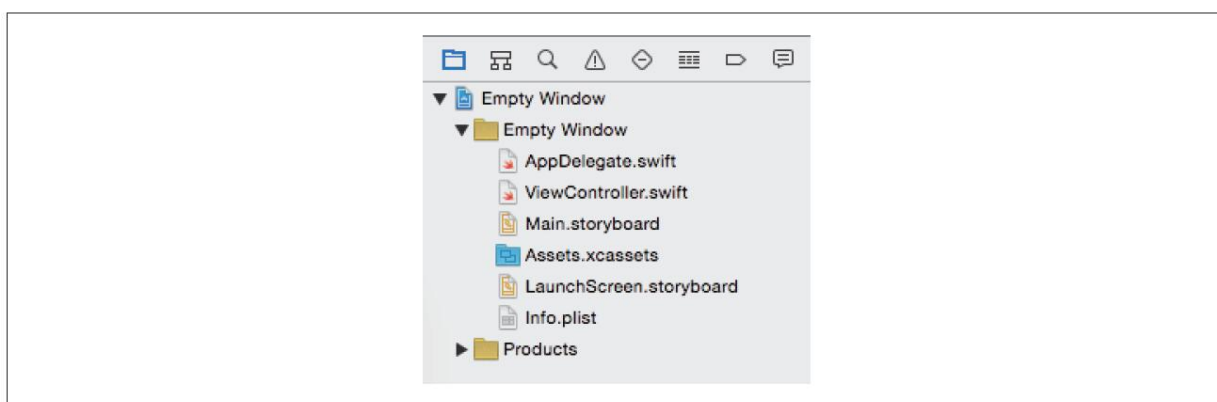 Empty Window
Empty Window
AppDelegate.swift
ViewController.swift
Main.storyboard
Assets.xcassets
LaunchScreen.storyboard
Info.plist
Products